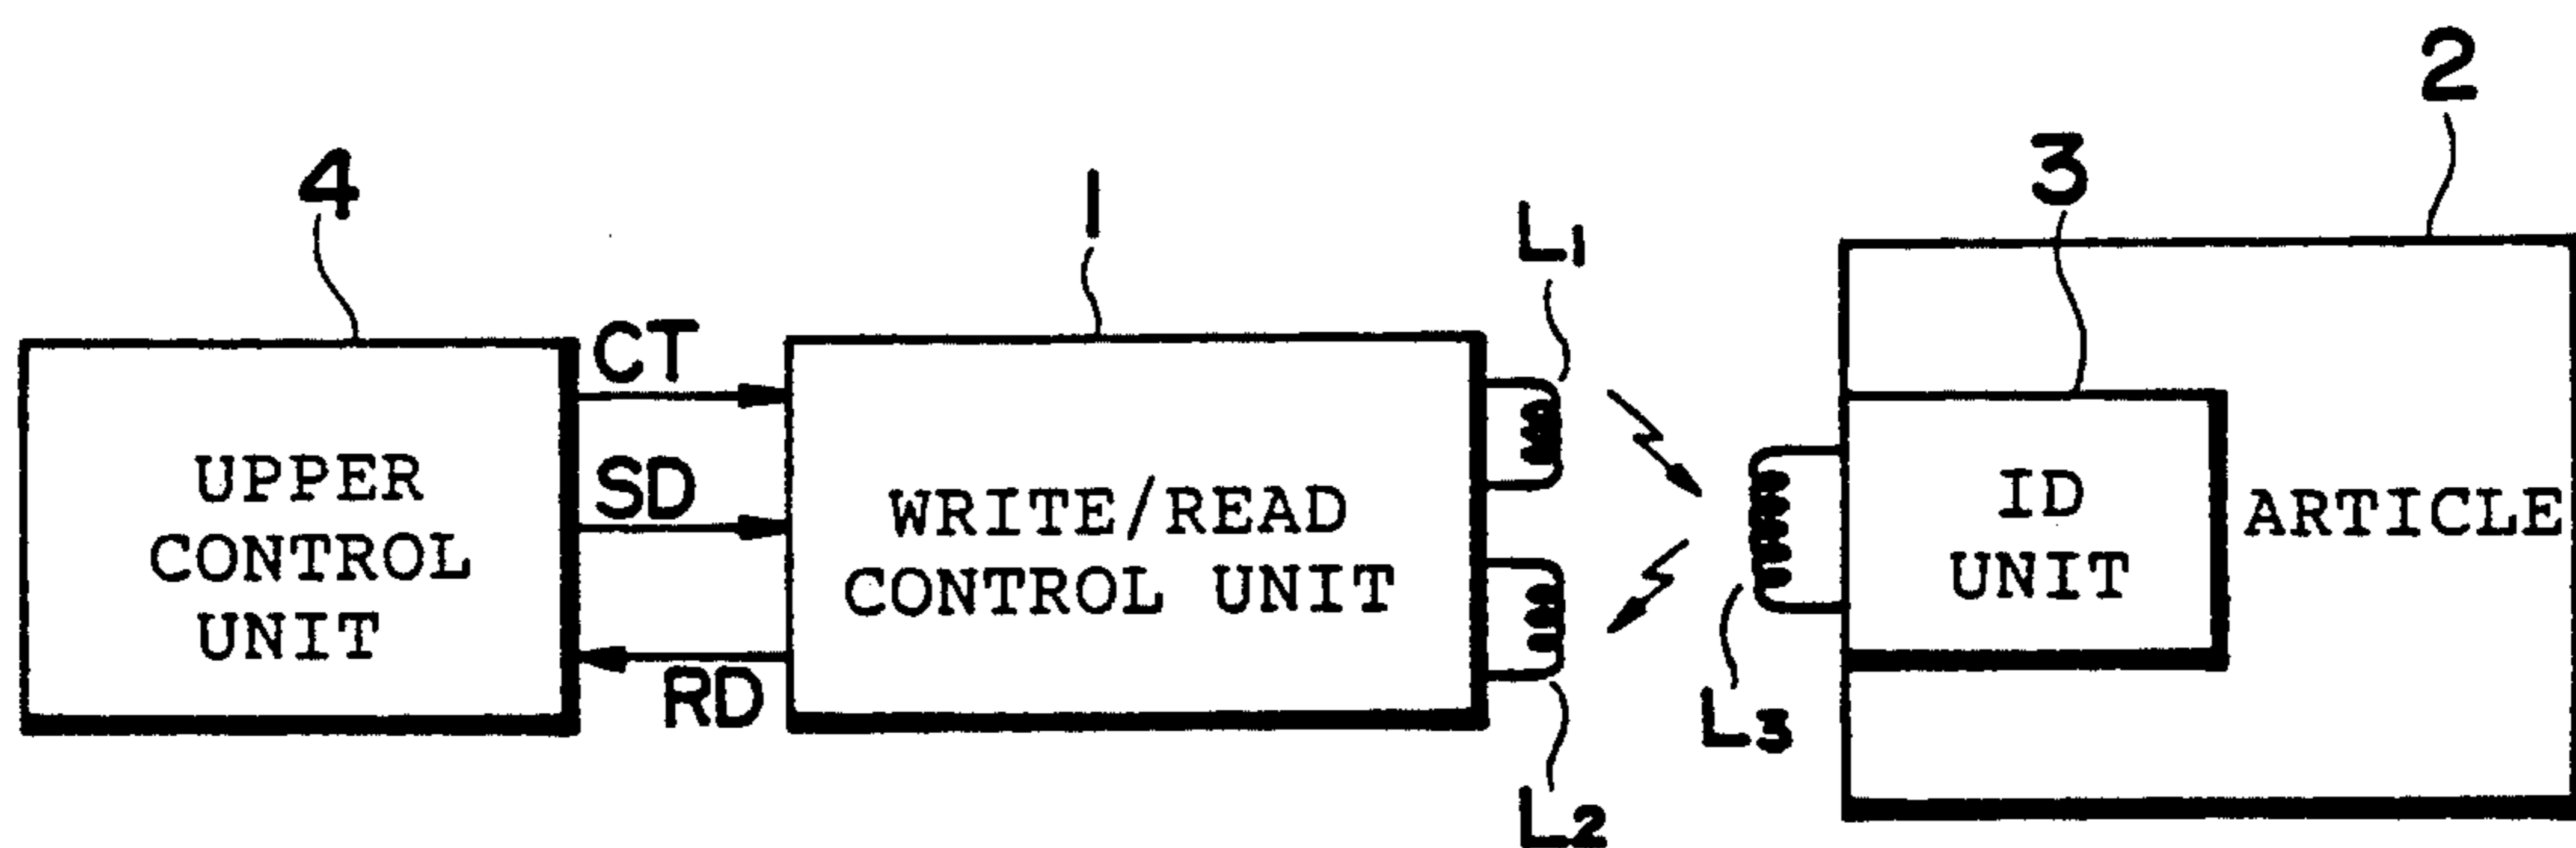 2
3
4
1
L1
CT
UPPER
CONTROL
UNIT
SD
WRITE/READ
CONTROL UNIT
ID
UNIT
ARTICLE
RD
L3
L2